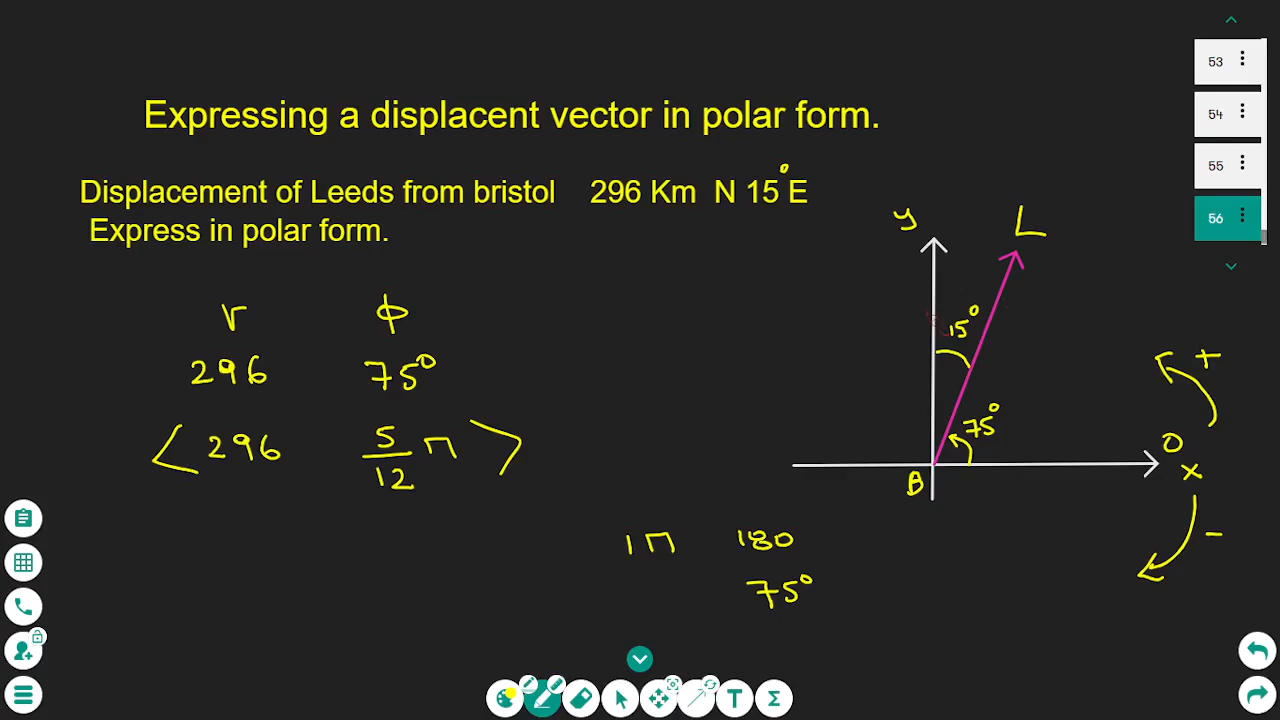 Expressing a displacent vector in polar form.
Displacement of Leeds from bristol 296 Km N 15° E
Express in polar form.
r φ
296 75°
< 296 5/12 π >
1 π 180
75°
y L
15°
75°
B
0
x
+
-
53
54
55
56
T
Σ